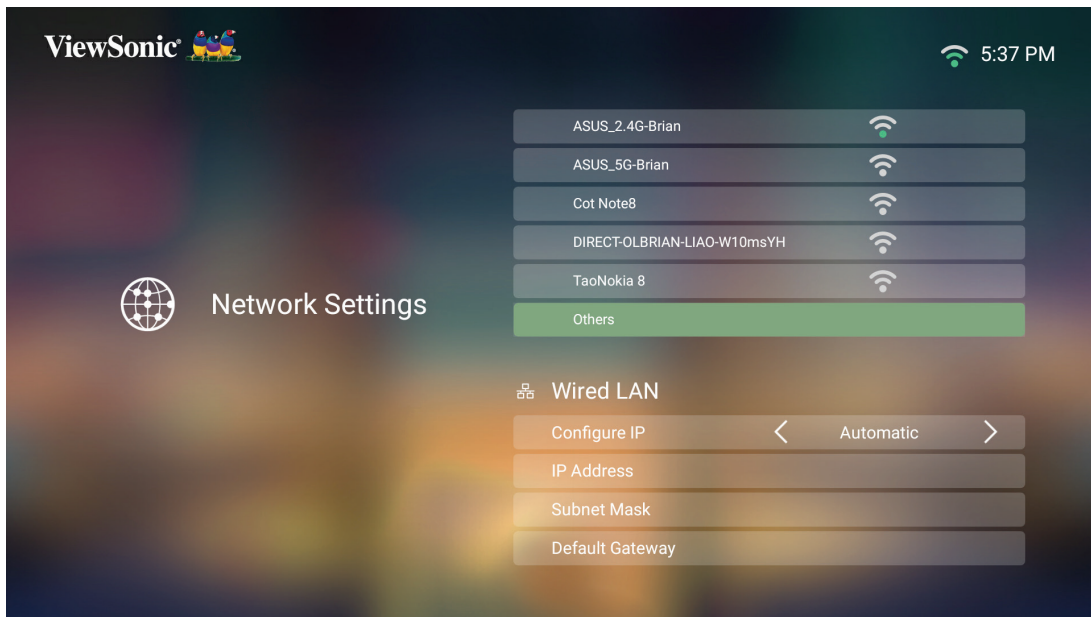 ViewSonic®
5:37 PM
ASUS_2.4G-Brian
ASUS_5G-Brian
Cot Note8
DIRECT-OLBRIAN-LIAO-W10msYH
TaoNokia 8
Network Settings
Others
Wired LAN
Configure IP Automatic
IP Address
Subnet Mask
Default Gateway